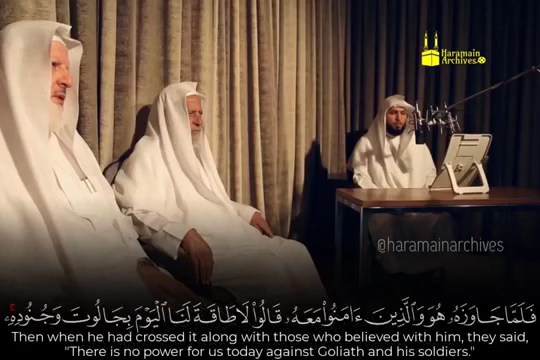 Haramain
Archives
@haramainarchives
فَلَمَّا جَاوَزَهُۥ هُوَ وَٱلَّذِينَ ءَامَنُوا۟ مَعَهُۥ قَالُوا۟ لَا طَاقَةَ لَنَا ٱلْيَوْمَ بِجَالُوتَ وَجُنُودِهِۦ
Then when he had crossed it along with those who believed with him, they said,
"There is no power for us today against Goliath and his soldiers."